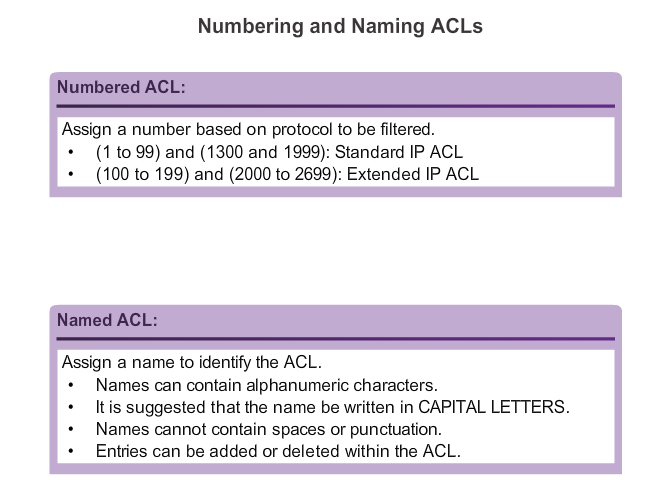 Numbering and Naming ACLs
Numbered ACL:
Assign a number based on protocol to be filtered.
• (1 to 99) and (1300 and 1999): Standard IP ACL
• (100 to 199) and (2000 to 2699): Extended IP ACL
Named ACL:
Assign a name to identify the ACL.
• Names can contain alphanumeric characters.
• It is suggested that the name be written in CAPITAL LETTERS.
• Names cannot contain spaces or punctuation.
• Entries can be added or deleted within the ACL.